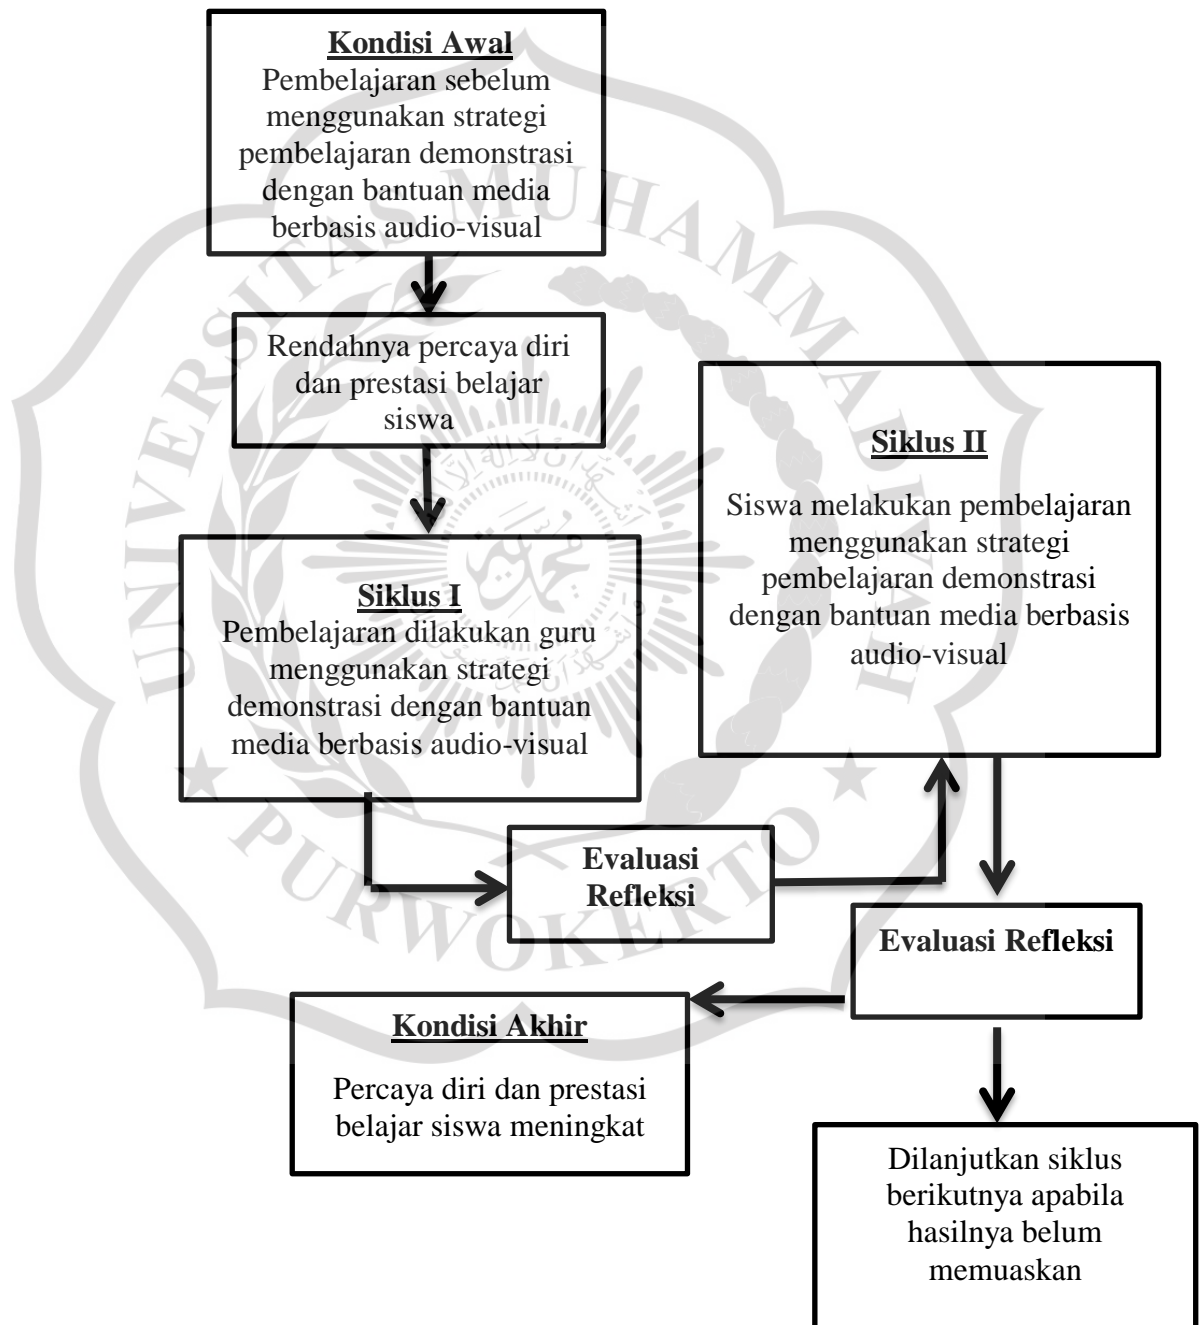 Kondisi Awal
Pembelajaran sebelum
menggunakan strategi
pembelajaran demonstrasi
dengan bantuan media
berbasis audio-visual
Rendahnya percaya diri
dan prestasi belajar
siswa
Siklus I
Pembelajaran dilakukan guru
menggunakan strategi
demonstrasi dengan bantuan
media berbasis audio-visual
Evaluasi
Refleksi
Siklus II
Siswa melakukan pembelajaran
menggunakan strategi
pembelajaran demonstrasi
dengan bantuan media berbasis
audio-visual
Evaluasi Refleksi
Kondisi Akhir
Percaya diri dan prestasi
belajar siswa meningkat
Dilanjutkan siklus
berikutnya apabila
hasilnya belum
memuaskan
UNIVERSITAS MUHAMMADIYAH
PURWOKERTO